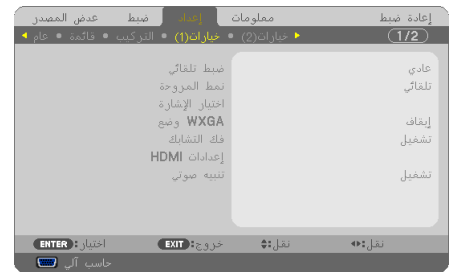 عرض المصدر ضبط إعداد معلومات إعادة ضبط
عام • قائمة • التركيب • خيارات(1) • خيارات(2) 1/2
ضبط تلقائي عادي
نمط المروحة تلقائي
اختيار الإشارة
وضع WXGA إيقاف
فك التشابك تشغيل
إعدادات HDMI
تنبيه صوتي تشغيل
ENTER :اختيار EXIT :خروج نقل: نقل:
حاسب آلي